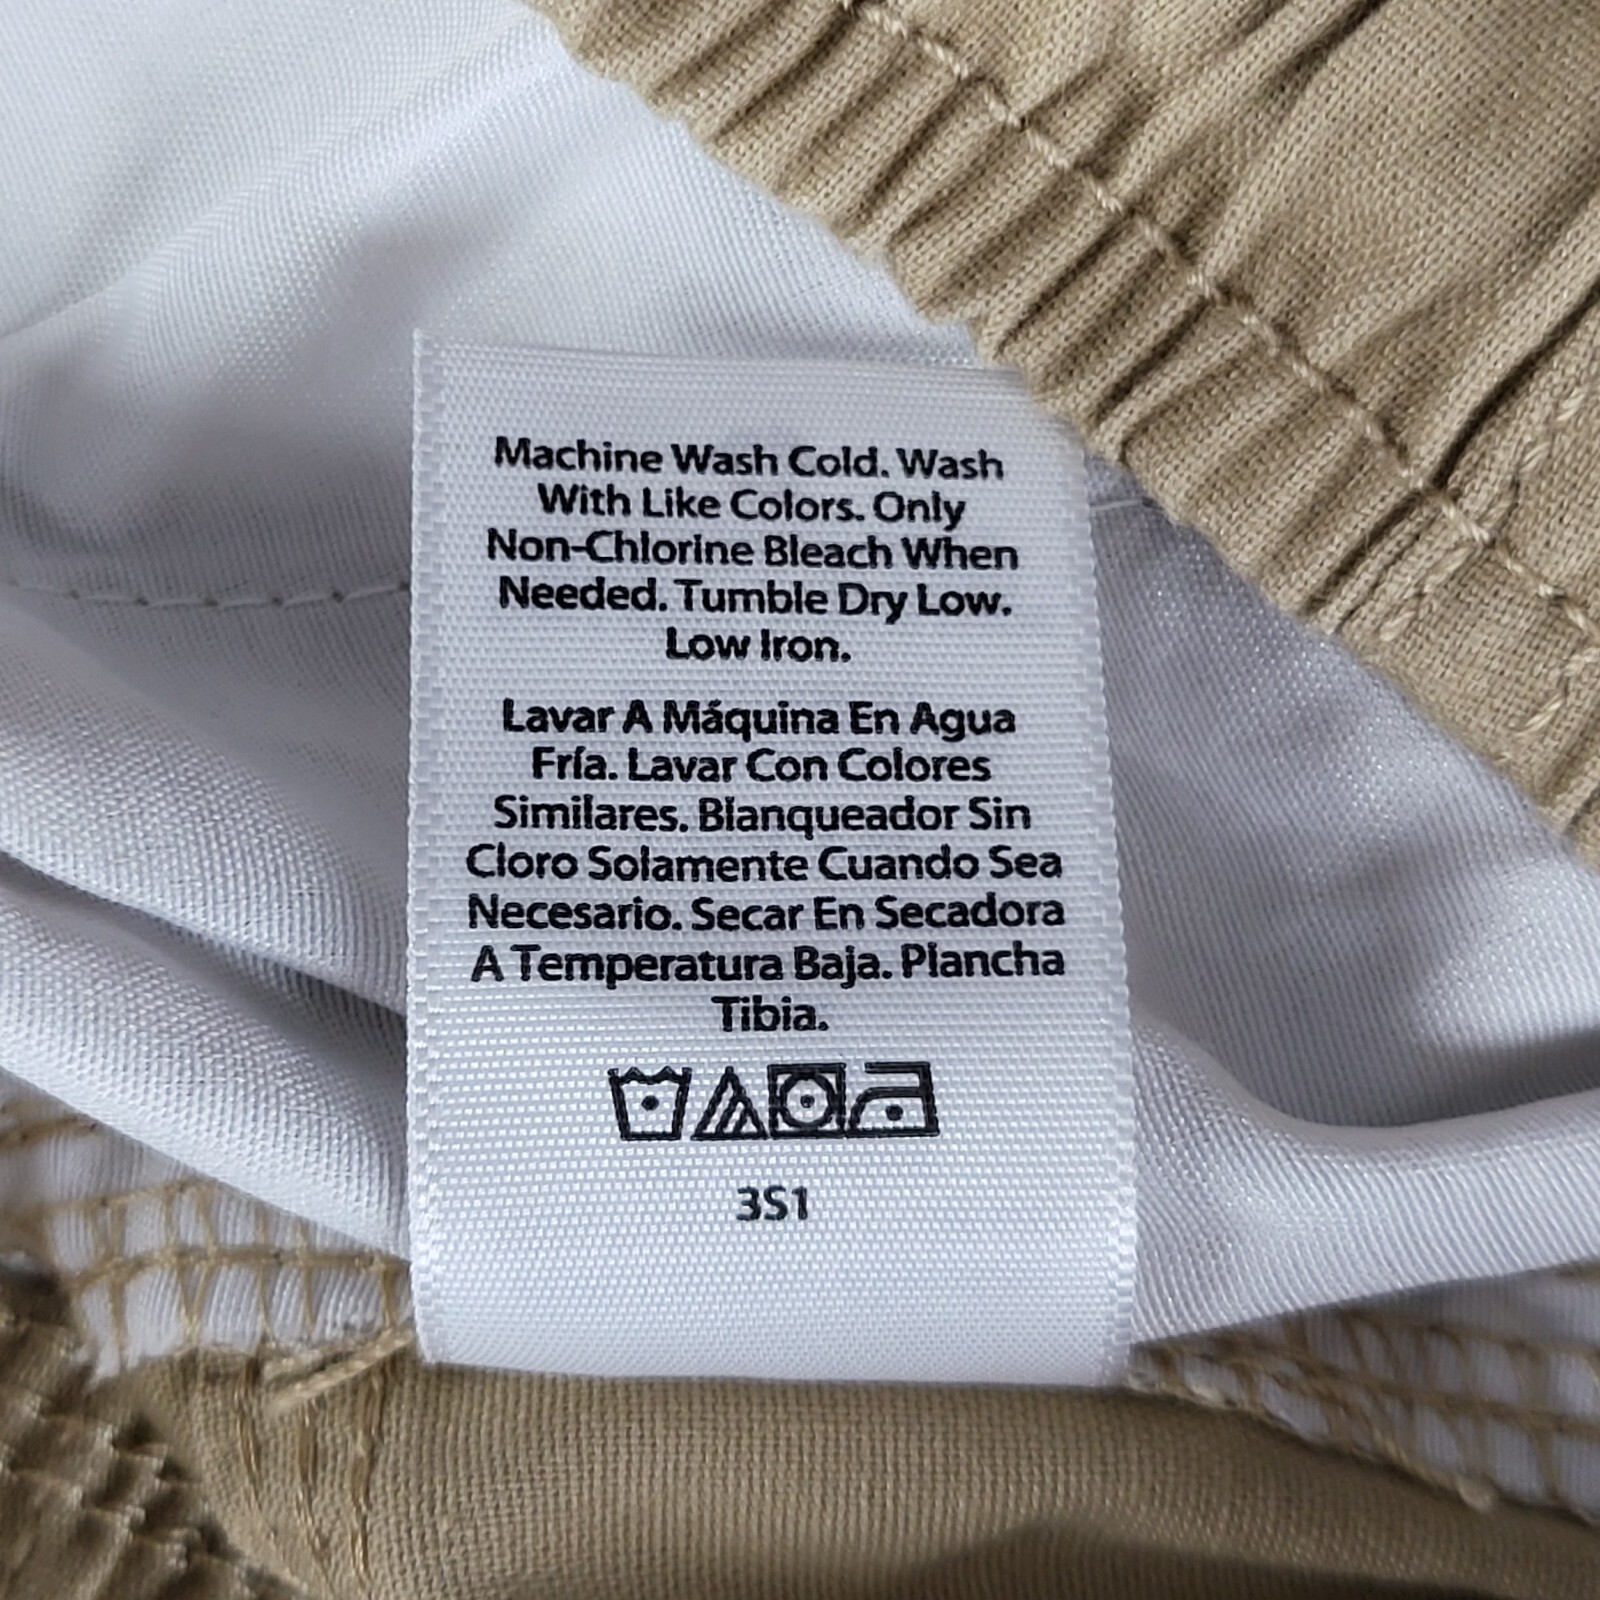 Machine Wash Cold. Wash
With Like Colors. Only
Non-Chlorine Bleach When
Needed. Tumble Dry Low.
Low Iron.
Lavar A Máquina En Agua
Fría. Lavar Con Colores
Similares. Blanqueador Sin
Cloro Solamente Cuando Sea
Necesario. Secar En Secadora
A Temperatura Baja. Plancha
Tibia.
3S1